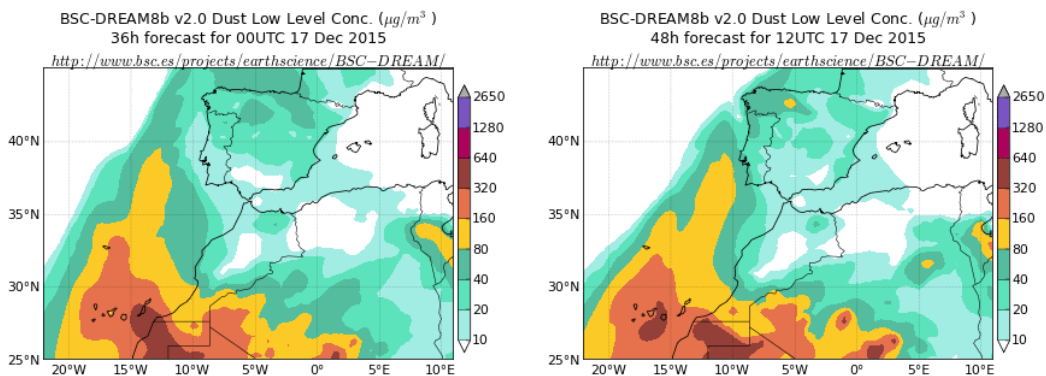 BSC-DREAM8b v2.0 Dust Low Level Conc. (μg/m³ )
36h forecast for 00UTC 17 Dec 2015
http://www.bsc.es/projects/earthscience/BSC−DREAM/
40°N
35°N
30°N
25°N
20°W
15°W
10°W
5°W
0°
5°E
10°E
2650
1280
640
320
160
80
40
20
10
BSC-DREAM8b v2.0 Dust Low Level Conc. (μg/m³ )
48h forecast for 12UTC 17 Dec 2015
http://www.bsc.es/projects/earthscience/BSC−DREAM/
40°N
35°N
30°N
25°N
20°W
15°W
10°W
5°W
0°
5°E
10°E
2650
1280
640
320
160
80
40
20
10